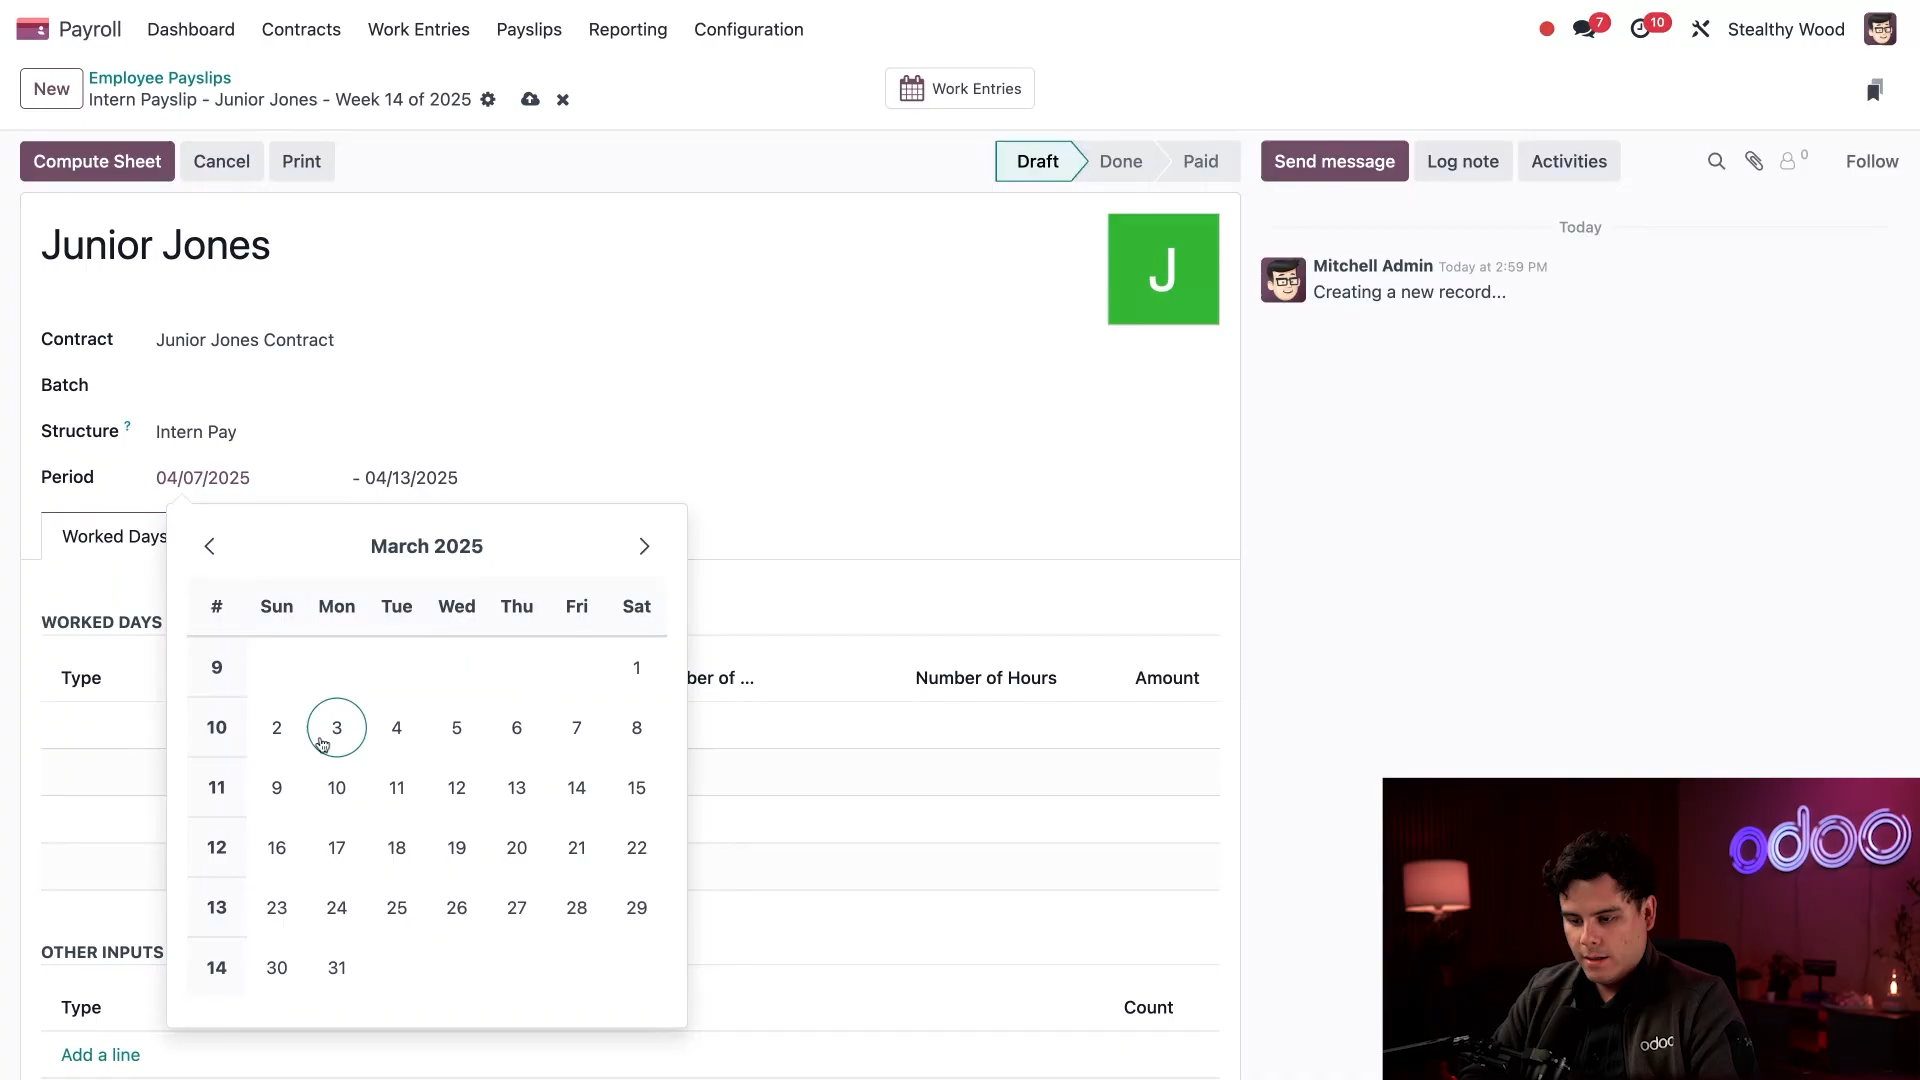 Payroll Dashboard Contracts Work Entries Payslips Reporting Configuration 7 10 Stealthy Wood
New Employee Payslips
Intern Payslip - Junior Jones - Week 14 of 2025
Work Entries
Compute Sheet Cancel Print Draft Done Paid Send message Log note Activities 0 Follow
Junior Jones
J
Today
Mitchell Admin Today at 2:59 PM
Creating a new record...
Contract Junior Jones Contract
Batch
Structure ? Intern Pay
Period 04/07/2025 - 04/13/2025
Worked Days
March 2025
# Sun Mon Tue Wed Thu Fri Sat
9 1
10 2 3 4 5 6 7 8
11 9 10 11 12 13 14 15
12 16 17 18 19 20 21 22
13 23 24 25 26 27 28 29
14 30 31
WORKED DAYS
Type ber of ... Number of Hours Amount
OTHER INPUTS
Type Count
Add a line
odoo
odoo